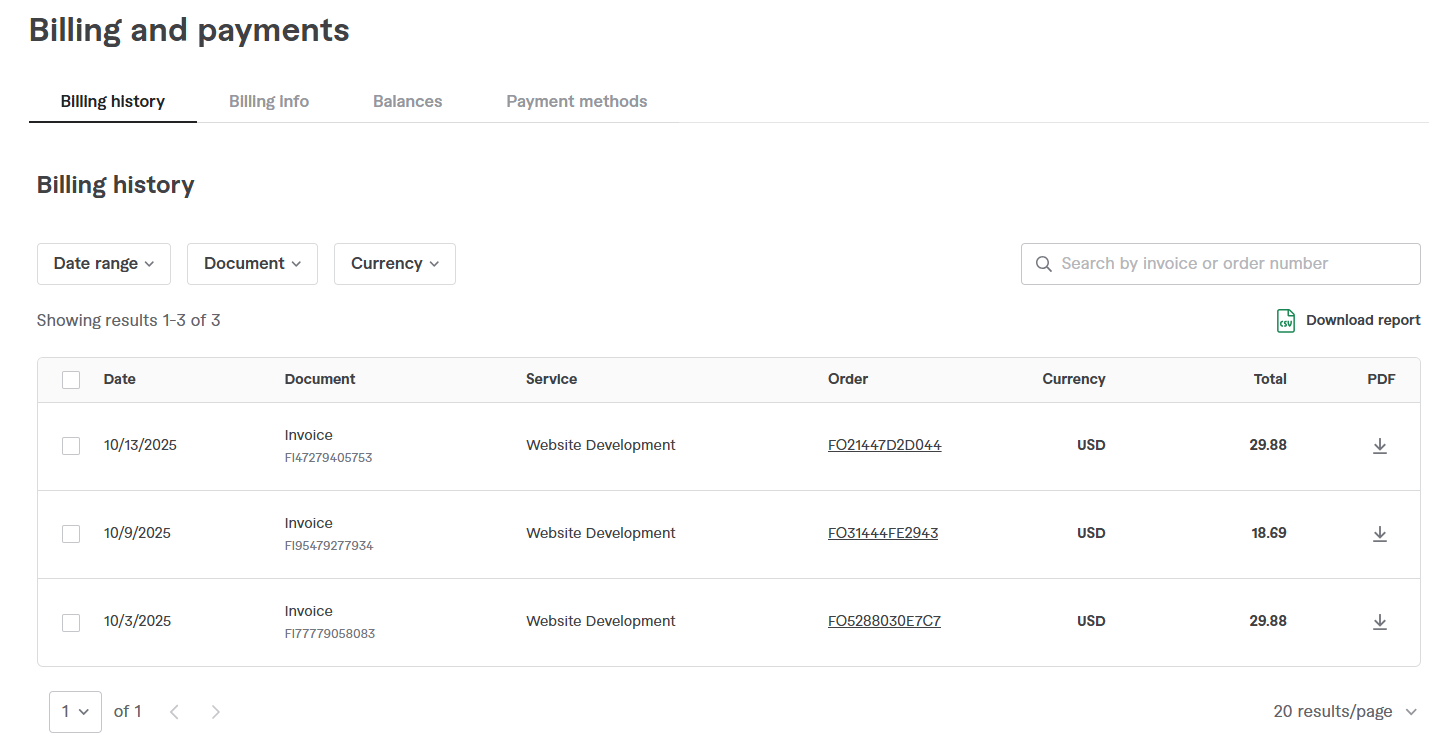 Billing and payments
Billing history Billing info Balances Payment methods
Billing history
Date range Document Currency Search by invoice or order number
Showing results 1-3 of 3 CSV Download report
Date Document Service Order Currency Total PDF
10/13/2025 Invoice FI47279405753 Website Development FO21447D2D044 USD 29.88
10/9/2025 Invoice FI95479277934 Website Development FO31444FE2943 USD 18.69
10/3/2025 Invoice FI77779058083 Website Development FO5288030E7C7 USD 29.88
1 of 1 20 results/page